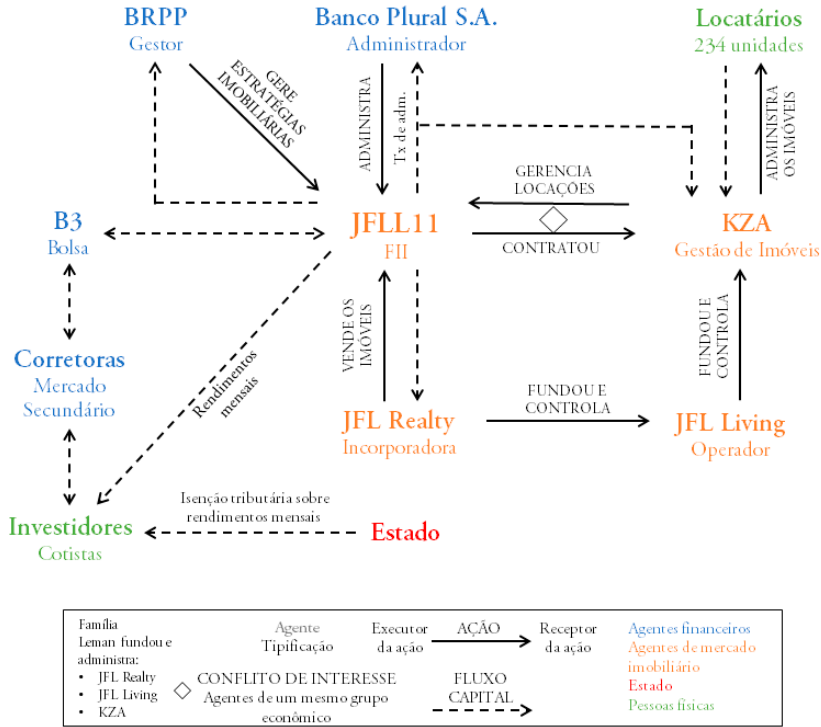 BRPP
Gestor
Banco Plural S.A.
Administrador
Locatários
234 unidades
GERE
ESTRATÉGIAS
IMOBILIÁRIAS
ADMINISTRA
Tx de adm.
ADMINISTRA
OS IMÓVEIS
GERENCIA
LOCAÇÕES
B3
Bolsa
JFLL11
FII
CONTRATOU
KZA
Gestão de Imóveis
Corretoras
Mercado
Secundário
Rendimentos
mensais
VENDE OS
IMÓVEIS
FUNDOU E
CONTROLA
FUNDOU E
CONTROLA
JFL Realty
Incorporadora
JFL Living
Operador
Isenção tributária sobre
rendimentos mensais
Investidores
Cotistas
Estado
Família
Leman fundou e
administra:
• JFL Realty
• JFL Living
• KZA
Agente
Tipificação
Executor
da ação
AÇÃO
Receptor
da ação
CONFLITO DE INTERESSE
Agentes de um mesmo grupo
econômico
FLUXO
CAPITAL
Agentes financeiros
Agentes de mercado
imobiliário
Estado
Pessoas físicas